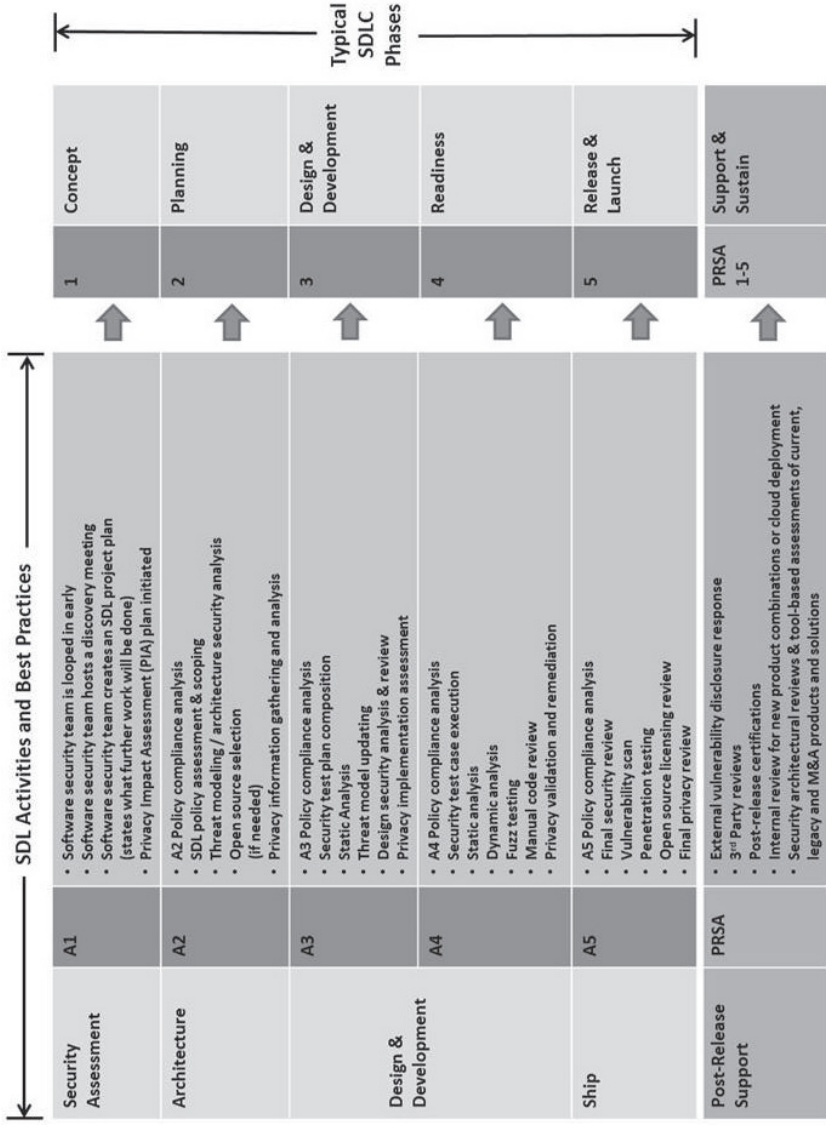 SDL Activities and Best Practices
Typical
SDLC
Phases
Security
Assessment
A1
• Software security team is looped in early
• Software security team hosts a discovery meeting
• Software security team creates an SDL project plan
(states what further work will be done)
• Privacy Impact Assessment (PIA) plan initiated
1
Concept
Architecture
A2
• A2 Policy compliance analysis
• SDL policy assessment & scoping
• Threat modeling / architecture security analysis
• Open source selection
(if needed)
• Privacy information gathering and analysis
2
Planning
Design &
Development
A3
• A3 Policy compliance analysis
• Security test plan composition
• Static Analysis
• Threat model updating
• Design security analysis & review
• Privacy implementation assessment
3
Design &
Development
A4
• A4 Policy compliance analysis
• Security test case execution
• Static analysis
• Dynamic analysis
• Fuzz testing
• Manual code review
• Privacy validation and remediation
4
Readiness
Ship
A5
• A5 Policy compliance analysis
• Final security review
• Vulnerability scan
• Penetration testing
• Open source licensing review
• Final privacy review
5
Release &
Launch
Post-Release
Support
PRSA
• External vulnerability disclosure response
• 3rd Party reviews
• Post-release certifications
• Internal review for new product combinations or cloud deployment
• Security architectural reviews & tool-based assessments of current,
legacy and M&A products and solutions
PRSA
1-5
Support &
Sustain